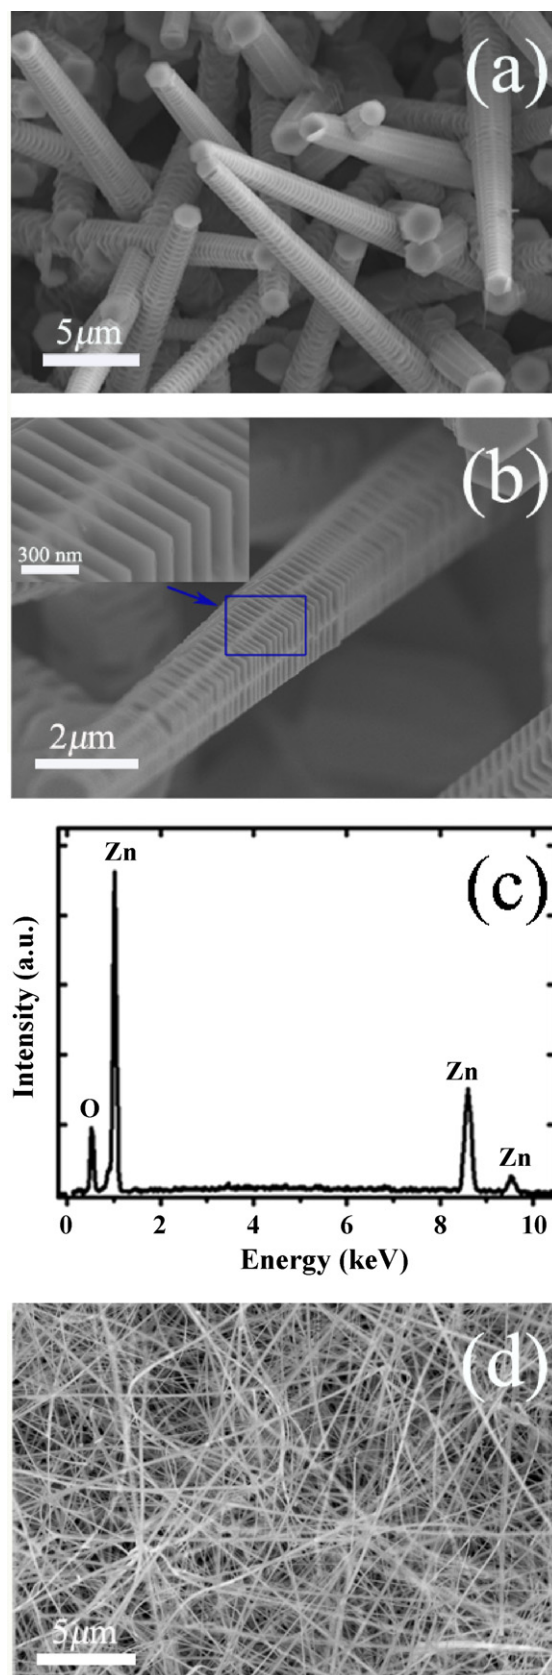 (a)
5μm
(b)
300 nm
2μm
(c)
Zn
O
Zn
Zn
Intensity (a.u.)
0 2 4 6 8 10
Energy (keV)
(d)
5μm